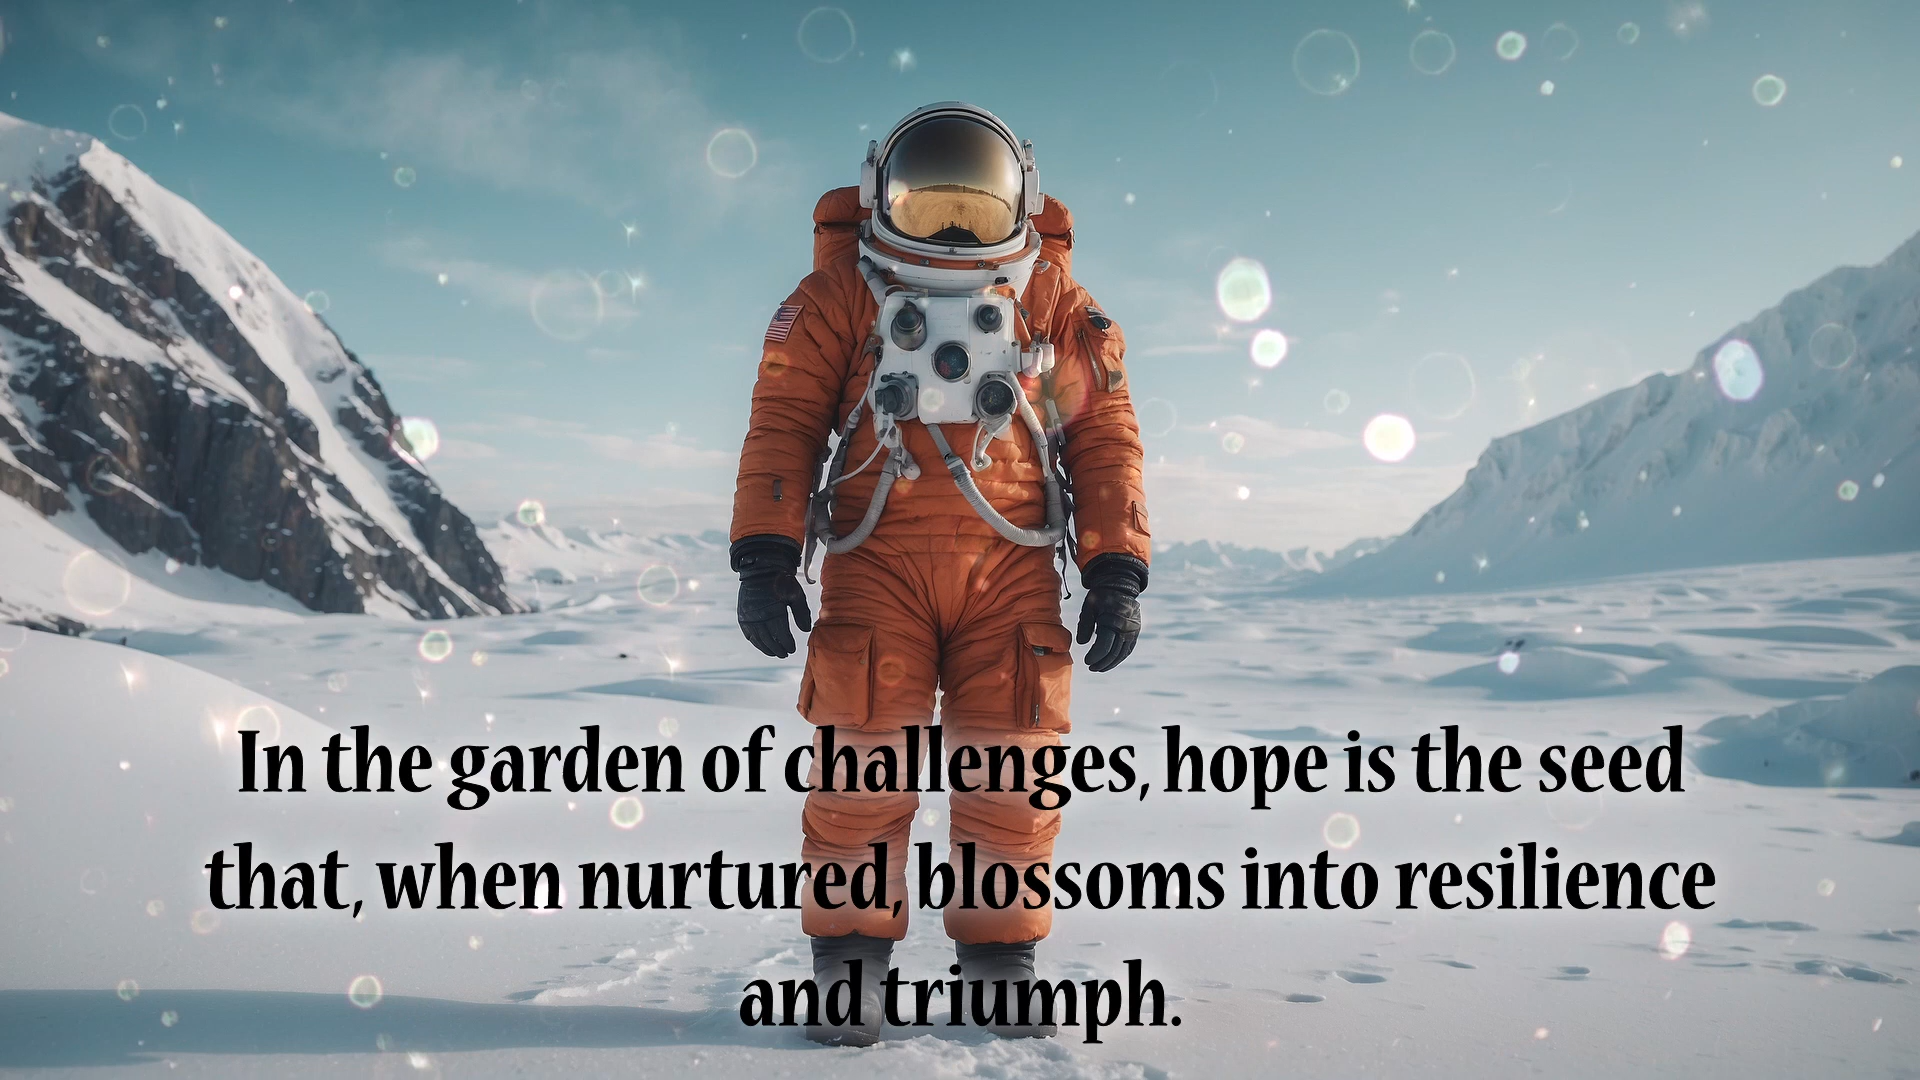 In the garden of challenges, hope is the seed
that, when nurtured, blossoms into resilience
and triumph.